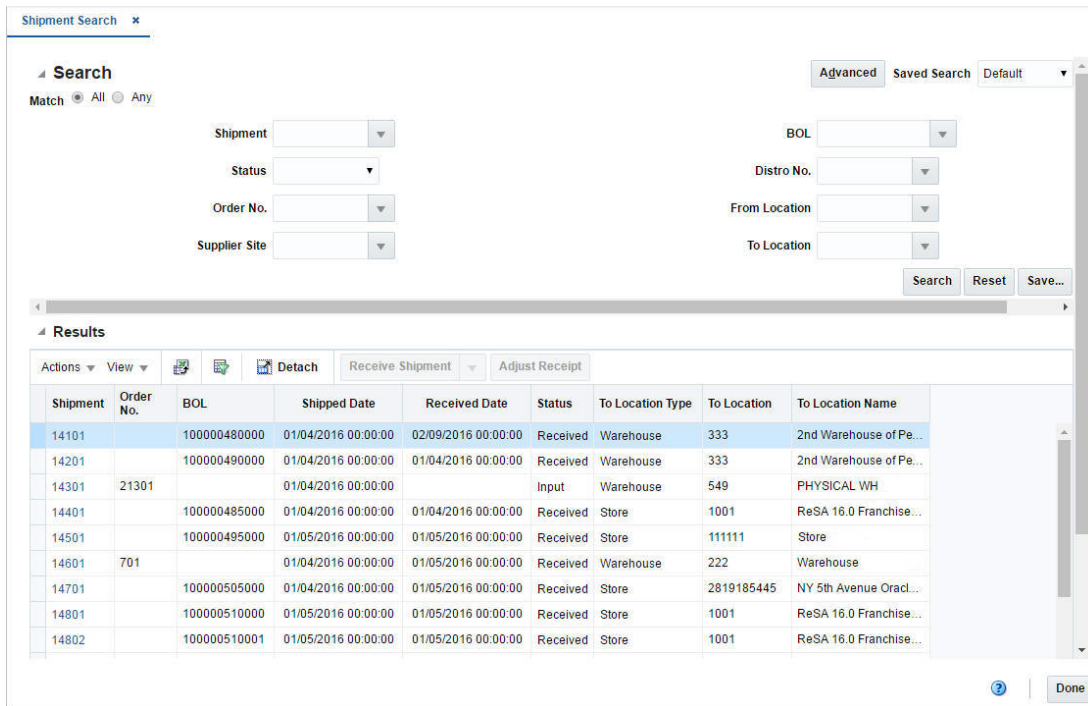 Shipment Search ×
Search
Advanced Saved Search Default
Match All Any
Shipment BOL
Status Distro No.
Order No. From Location
Supplier Site To Location
Search Reset Save...
Results
Actions View Detach Receive Shipment Adjust Receipt
Shipment Order No. BOL Shipped Date Received Date Status To Location Type To Location To Location Name
14101 100000480000 01/04/2016 00:00:00 02/09/2016 00:00:00 Received Warehouse 333 2nd Warehouse of Pe...
14201 100000490000 01/04/2016 00:00:00 01/04/2016 00:00:00 Received Warehouse 333 2nd Warehouse of Pe...
14301 21301 01/04/2016 00:00:00 Input Warehouse 549 PHYSICAL WH
14401 100000485000 01/04/2016 00:00:00 01/04/2016 00:00:00 Received Store 1001 ReSA 16.0 Franchise...
14501 100000495000 01/05/2016 00:00:00 01/05/2016 00:00:00 Received Store 111111 Store
14601 701 01/04/2016 00:00:00 01/05/2016 00:00:00 Received Warehouse 222 Warehouse
14701 100000505000 01/04/2016 00:00:00 01/05/2016 00:00:00 Received Store 2819185445 NY 5th Avenue Oracl...
14801 100000510000 01/05/2016 00:00:00 01/05/2016 00:00:00 Received Store 1001 ReSA 16.0 Franchise...
14802 100000510001 01/05/2016 00:00:00 01/05/2016 00:00:00 Received Store 1001 ReSA 16.0 Franchise...
? Done